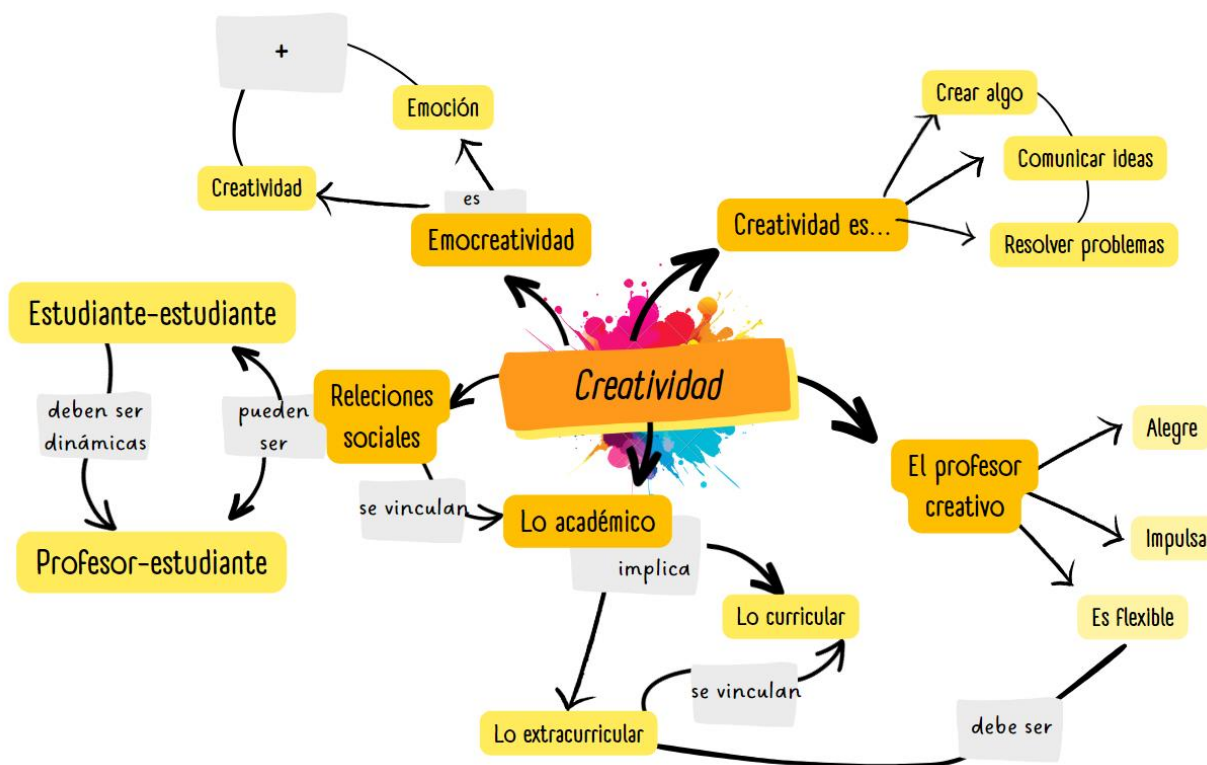 +
Emoción
Creatividad
es
Emocreatividad
Crear algo
Comunicar ideas
Resolver problemas
Creatividad es...
Creatividad
Estudiante-estudiante
deben ser
dinámicas
pueden
ser
Profesor-estudiante
Releciones
sociales
se vinculan
Lo académico
implica
Lo curricular
se vinculan
Lo extracurricular
El profesor
creativo
Alegre
Impulsa
Es flexible
debe ser